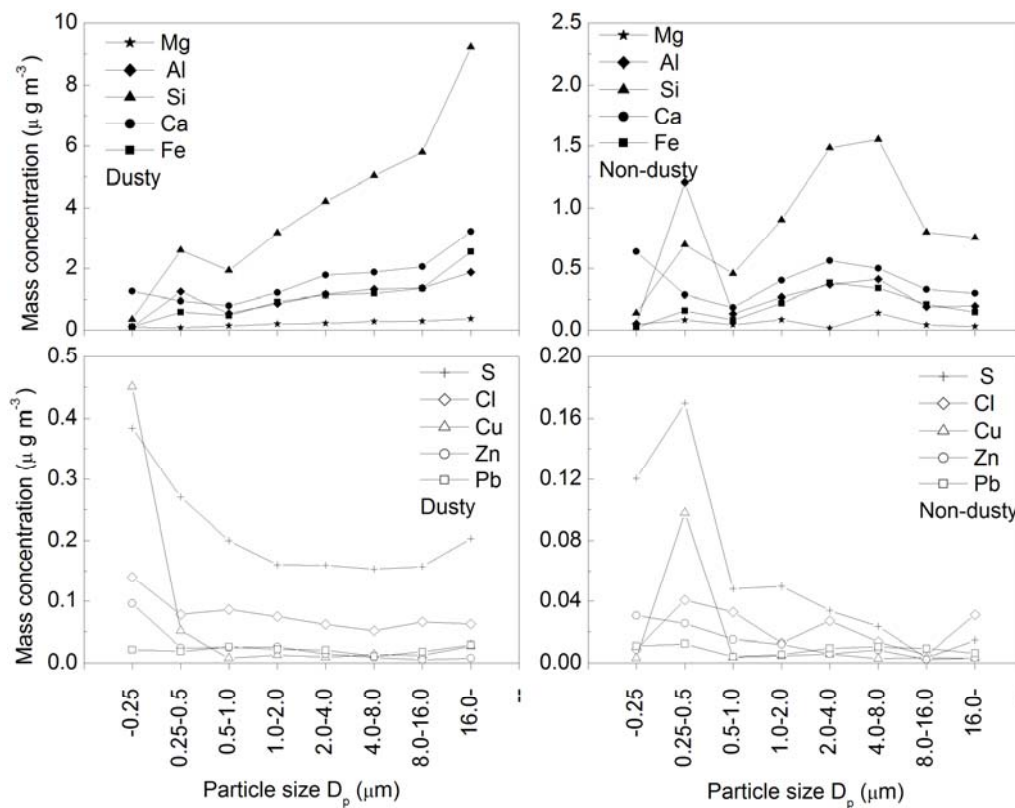 10
8
6
4
2
0
Mass concentration (μ g m⁻³)
Mg
Al
Si
Ca
Fe
Dusty
2.5
2.0
1.5
1.0
0.5
0.0
Mg
Al
Si
Ca
Fe
Non-dusty
0.5
0.4
0.3
0.2
0.1
0.0
Mass concentration (μ g m⁻³)
S
Cl
Cu
Zn
Pb
Dusty
-0.25
0.25-0.5
0.5-1.0
1.0-2.0
2.0-4.0
4.0-8.0
8.0-16.0
16.0-
--
Particle size Dₚ (μm)
0.20
0.16
0.12
0.08
0.04
0.00
S
Cl
Cu
Zn
Pb
Non-dusty
-0.25
0.25-0.5
0.5-1.0
1.0-2.0
2.0-4.0
4.0-8.0
8.0-16.0
16.0-
--
Particle size Dₚ (μm)